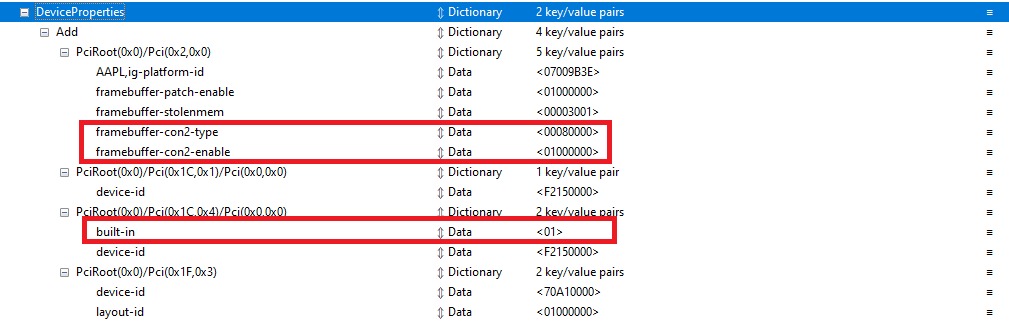 DeviceProperties Dictionary 2 key/value pairs
Add Dictionary 4 key/value pairs
PciRoot(0x0)/Pci(0x2,0x0) Dictionary 5 key/value pairs
AAPL,ig-platform-id Data <07009B3E>
framebuffer-patch-enable Data <01000000>
framebuffer-stolenmem Data <00003001>
framebuffer-con2-type Data <00080000>
framebuffer-con2-enable Data <01000000>
PciRoot(0x0)/Pci(0x1C,0x1)/Pci(0x0,0x0) Dictionary 1 key/value pair
device-id Data <F2150000>
PciRoot(0x0)/Pci(0x1C,0x4)/Pci(0x0,0x0) Dictionary 2 key/value pairs
built-in Data <01>
device-id Data <F2150000>
PciRoot(0x0)/Pci(0x1F,0x3) Dictionary 2 key/value pairs
device-id Data <70A10000>
layout-id Data <01000000>